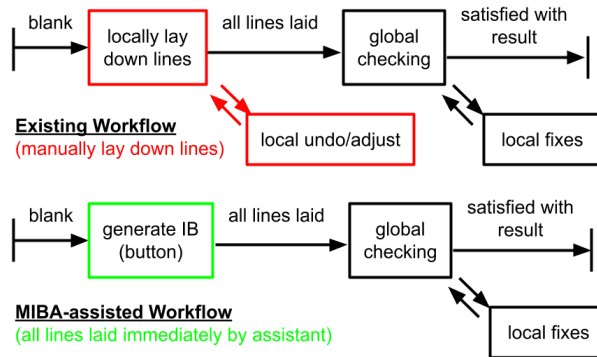 blank
locally lay
down lines
all lines laid
global
checking
satisfied with
result
local undo/adjust
local fixes
Existing Workflow
(manually lay down lines)
blank
generate IB
(button)
all lines laid
global
checking
satisfied with
result
local fixes
MIBA-assisted Workflow
(all lines laid immediately by assistant)